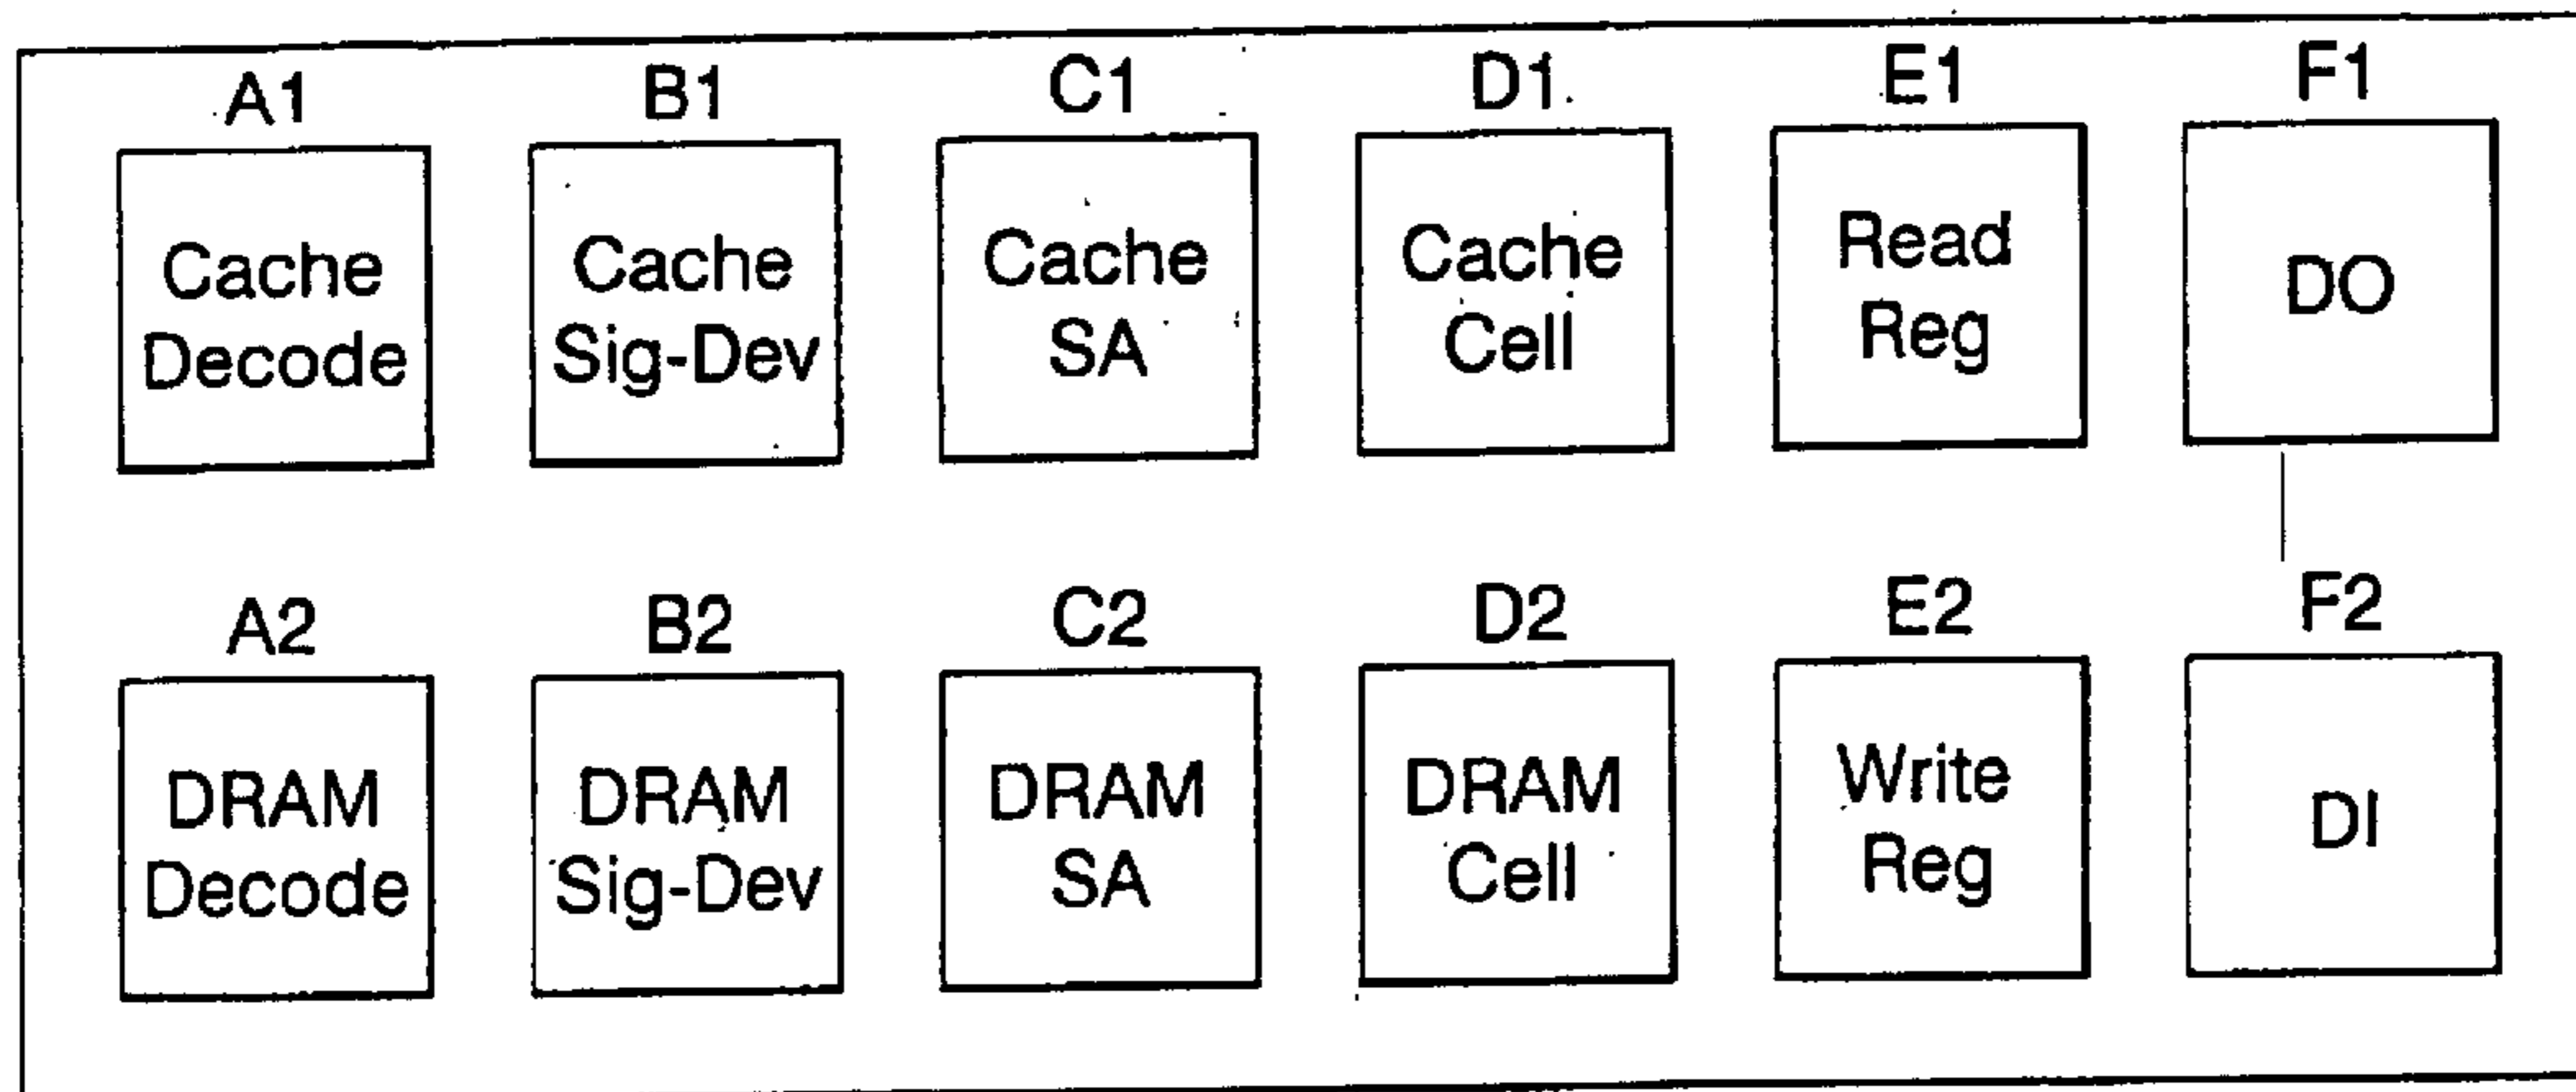 A1 B1 C1 D1 E1 F1
Cache Cache Cache Cache Read DO
Decode Sig-Dev SA Cell Reg
A2 B2 C2 D2 E2 F2
DRAM DRAM DRAM DRAM Write DI
Decode Sig-Dev SA Cell Reg